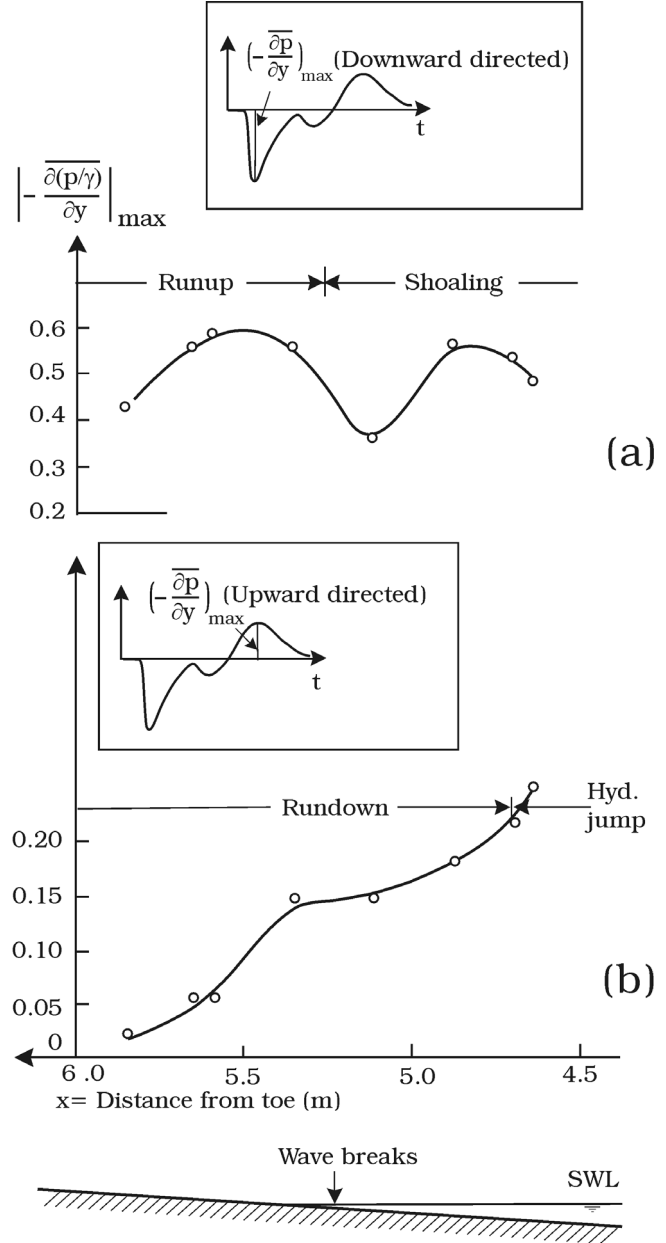 (-∂p/∂y)max (Downward directed)
t
|-∂(p/γ)/∂y|max
Runup
Shoaling
0.6
0.5
0.4
0.3
0.2
(a)
(-∂p/∂y)max (Upward directed)
t
Rundown
Hyd.
jump
0.20
0.15
0.10
0.05
0
(b)
6.0 5.5 5.0 4.5
x= Distance from toe (m)
Wave breaks
SWL